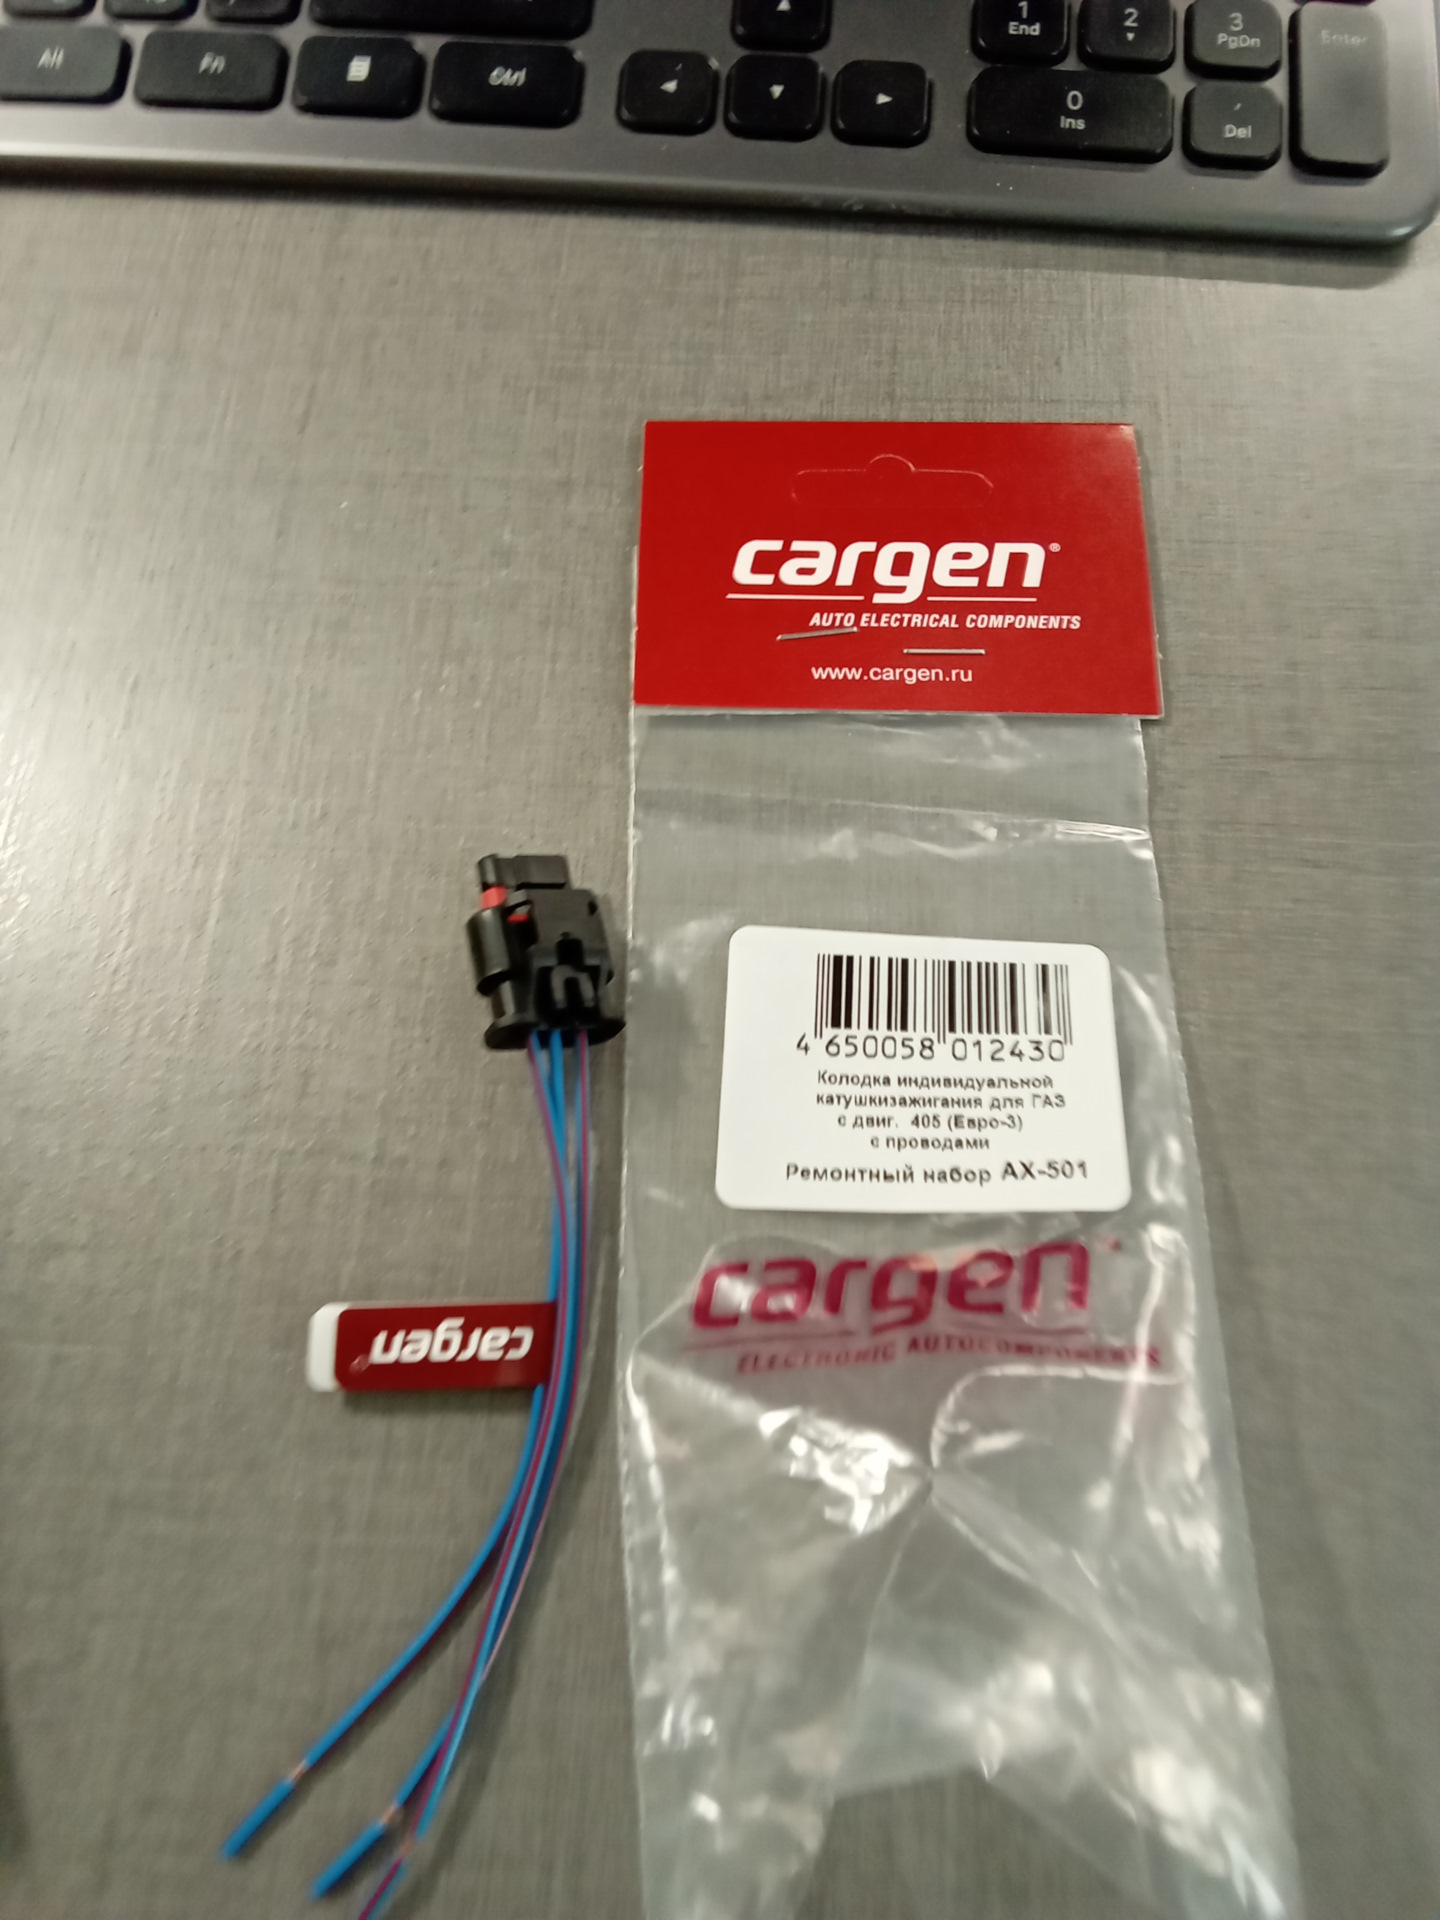 Alt
Fn
Ctrl
1
End
2
3
PgDn
Enter
0
Ins
Del
cargen®
AUTO ELECTRICAL COMPONENTS
www.cargen.ru
4 650058 012430
Колодка индивидуальной
катушкизажигания для ГАЗ
с двиг. 405 (Евро-3)
с проводами
Ремонтный набор АХ-501
cargen
ELECTRONIC AUTOCOMPONENTS
cargen